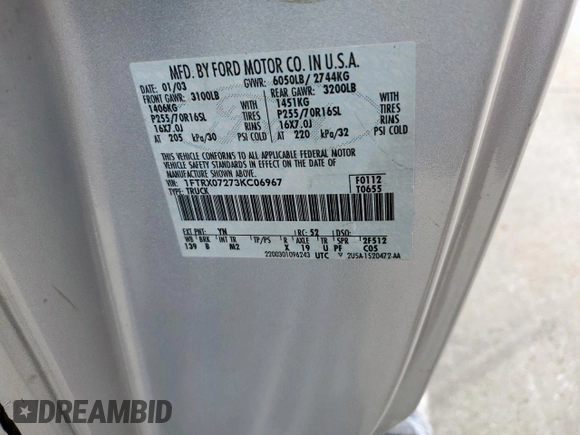 MFD. BY FORD MOTOR CO. IN U.S.A.
DATE: 01/03 GVWR: 6050LB/ 2744KG
FRONT GAWR: 3100LB REAR GAWR: 3200LB
1406KG WITH 1451KG WITH
P255/70R16SL TIRES P255/70R16SL TIRES
16X7.0J RIMS 16X7.0J RIMS
AT 205 kPa/30 PSI COLD AT 220 kPa/32 PSI COLD
THIS VEHICLE CONFORMS TO ALL APPLICABLE FEDERAL MOTOR
VEHICLE SAFETY STANDARDS IN EFFECT ON THE DATE OF
MANUFACTURE SHOWN ABOVE.
VIN: 1FTRX07273KC06967 F0112
TYPE: TRUCK T0655
EXT PNT: YN RC: 52 DSO:
WB BRK INT TR TP/PS R AXLE TR SPR 2F512
139 B M2 X 19 U PF C05
2200301096243 UTC V 2U5A-1520472-AA
DREAMBID